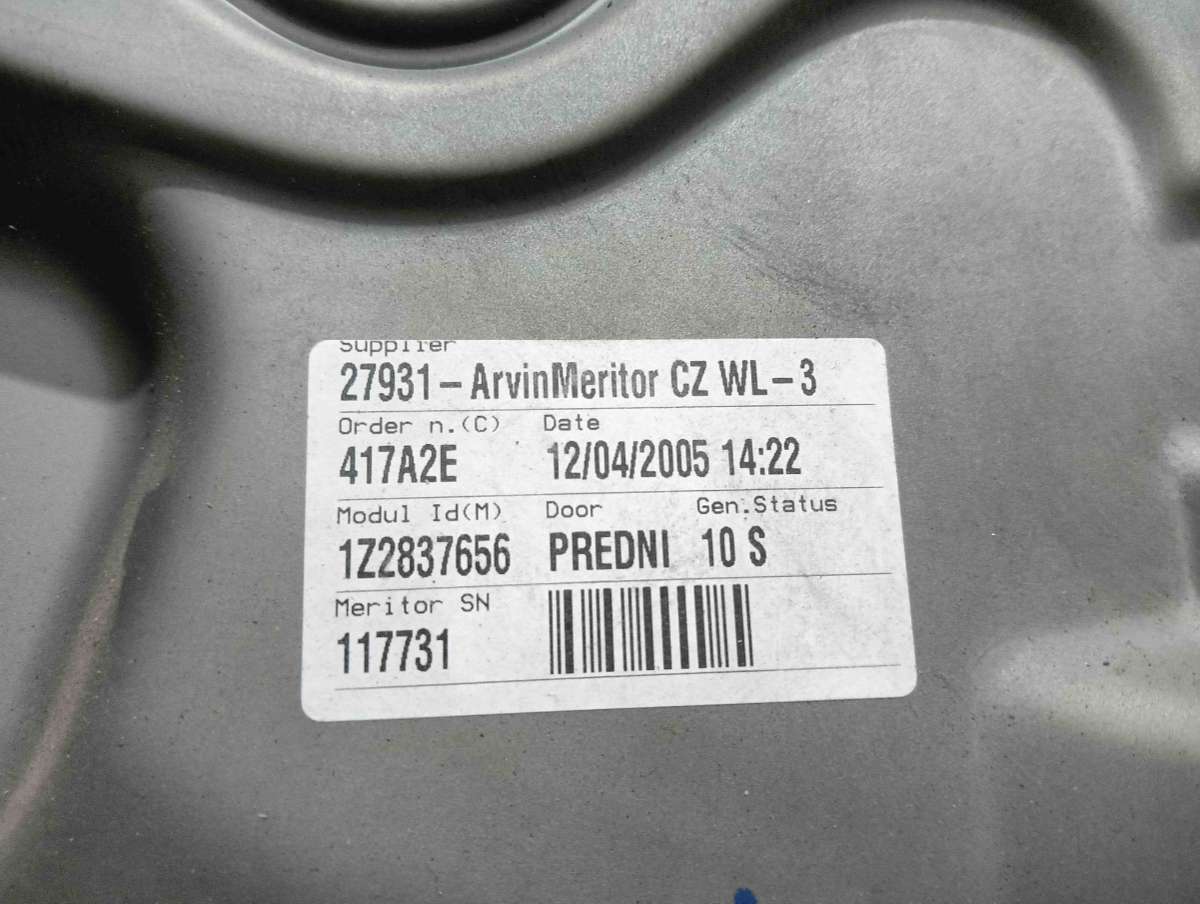 Supplier
27931-ArvinMeritor CZ WL-3
Order n.(C) Date
417A2E 12/04/2005 14:22
Modul Id(M) Door Gen.Status
1Z2837656 PREDNI 10 S
Meritor SN
117731